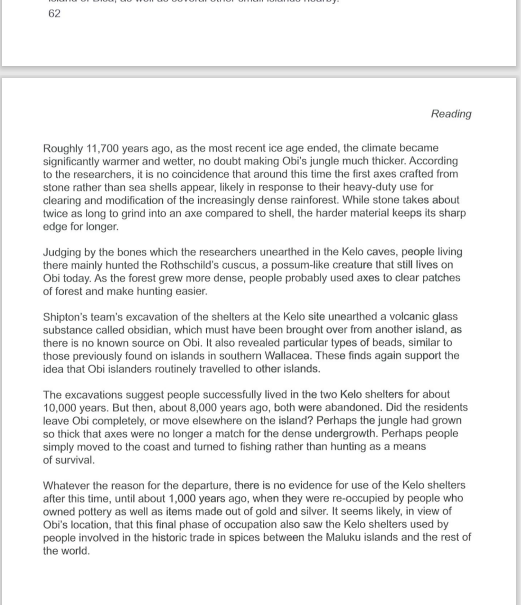 62
Reading
Roughly 11,700 years ago, as the most recent ice age ended, the climate became
significantly warmer and wetter, no doubt making Obi's jungle much thicker. According
to the researchers, it is no coincidence that around this time the first axes crafted from
stone rather than sea shells appear, likely in response to their heavy-duty use for
clearing and modification of the increasingly dense rainforest. While stone takes about
twice as long to grind into an axe compared to shell, the harder material keeps its sharp
edge for longer.
Judging by the bones which the researchers unearthed in the Kelo caves, people living
there mainly hunted the Rothschild's cuscus, a possum-like creature that still lives on
Obi today. As the forest grew more dense, people probably used axes to clear patches
of forest and make hunting easier.
Shipton's team's excavation of the shelters at the Kelo site unearthed a volcanic glass
substance called obsidian, which must have been brought over from another island, as
there is no known source on Obi. It also revealed particular types of beads, similar to
those previously found on islands in southern Wallacea. These finds again support the
idea that Obi islanders routinely travelled to other islands.
The excavations suggest people successfully lived in the two Kelo shelters for about
10,000 years. But then, about 8,000 years ago, both were abandoned. Did the residents
leave Obi completely, or move elsewhere on the island? Perhaps the jungle had grown
so thick that axes were no longer a match for the dense undergrowth. Perhaps people
simply moved to the coast and turned to fishing rather than hunting as a means
of survival.
Whatever the reason for the departure, there is no evidence for use of the Kelo shelters
after this time, until about 1,000 years ago, when they were re-occupied by people who
owned pottery as well as items made out of gold and silver. It seems likely, in view of
Obi's location, that this final phase of occupation also saw the Kelo shelters used by
people involved in the historic trade in spices between the Maluku islands and the rest of
the world.